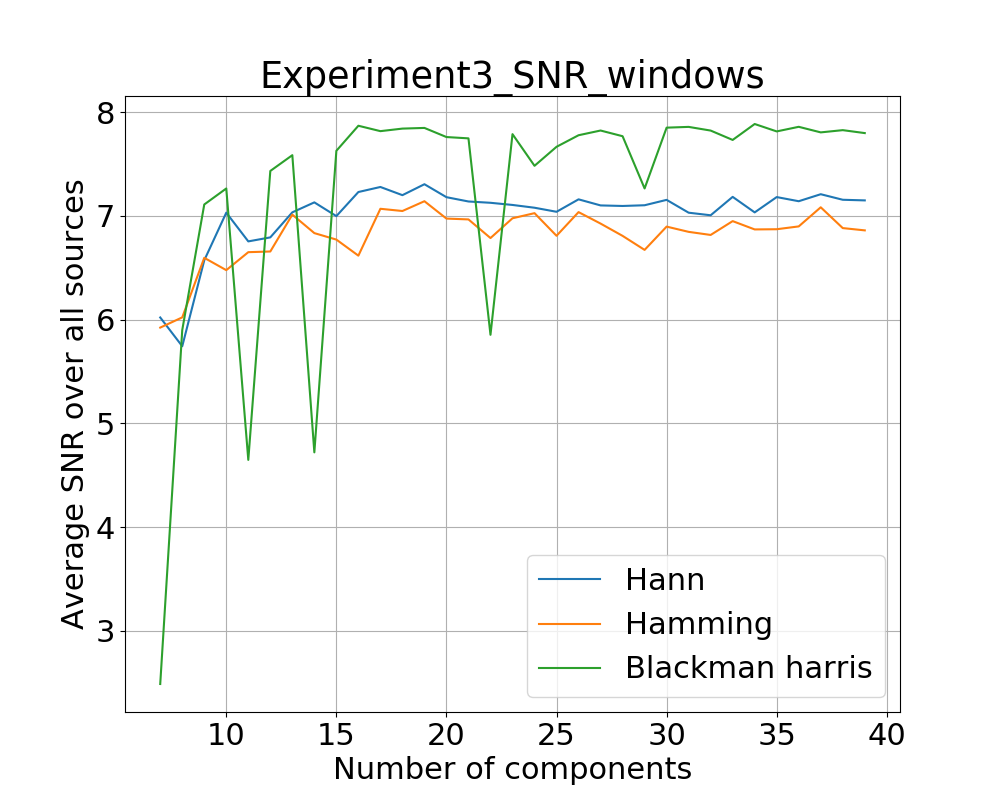 Experiment3_SNR_windows
Average SNR over all sources
8
7
6
5
4
3
Hann
Hamming
Blackman harris
10 15 20 25 30 35 40
Number of components